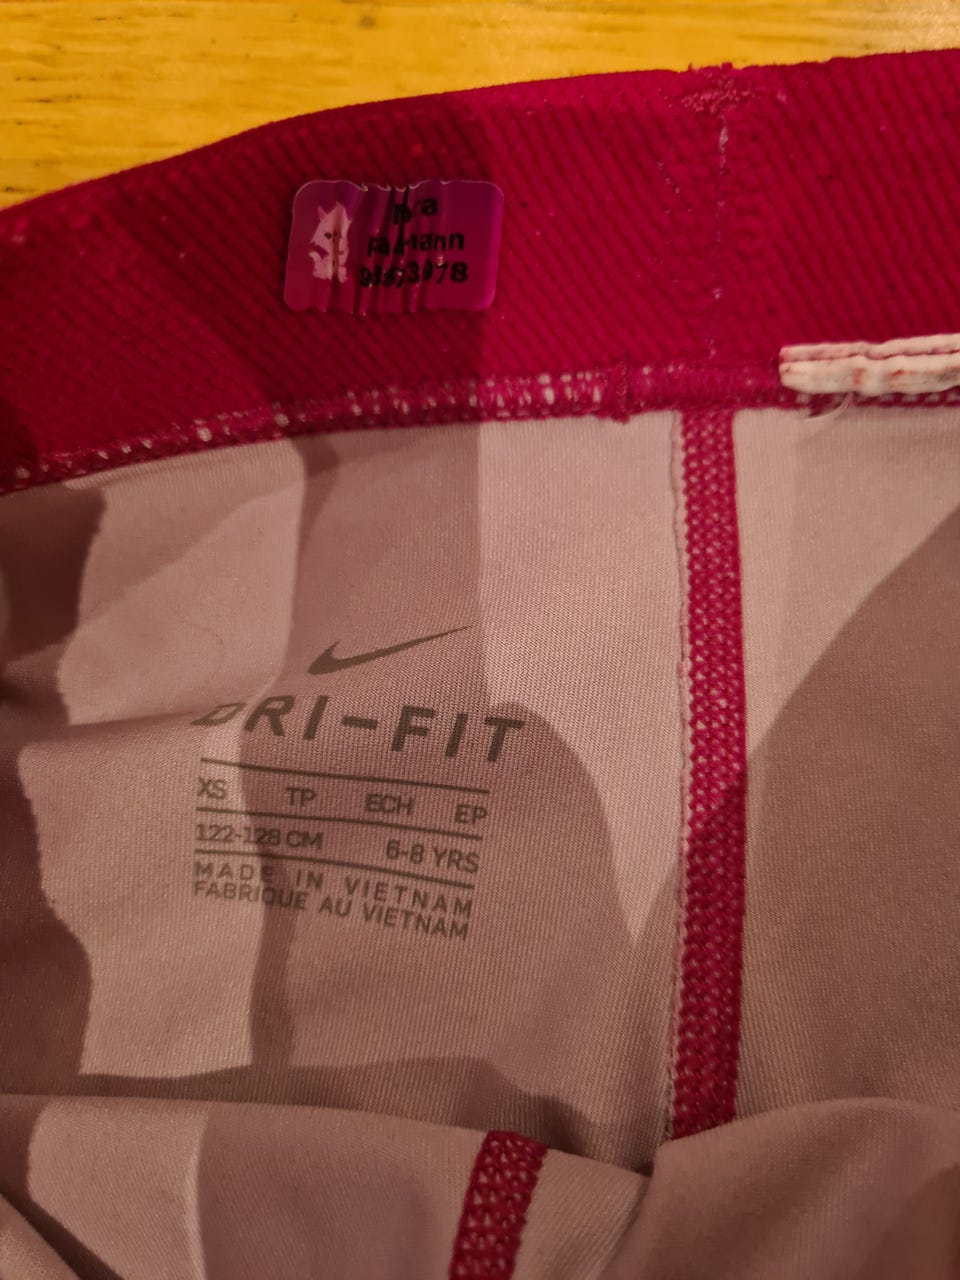 DRI-FIT
XS TP ECH EP
122-128 CM 6-8 YRS
MADE IN VIETNAM
FABRIQUE AU VIETNAM